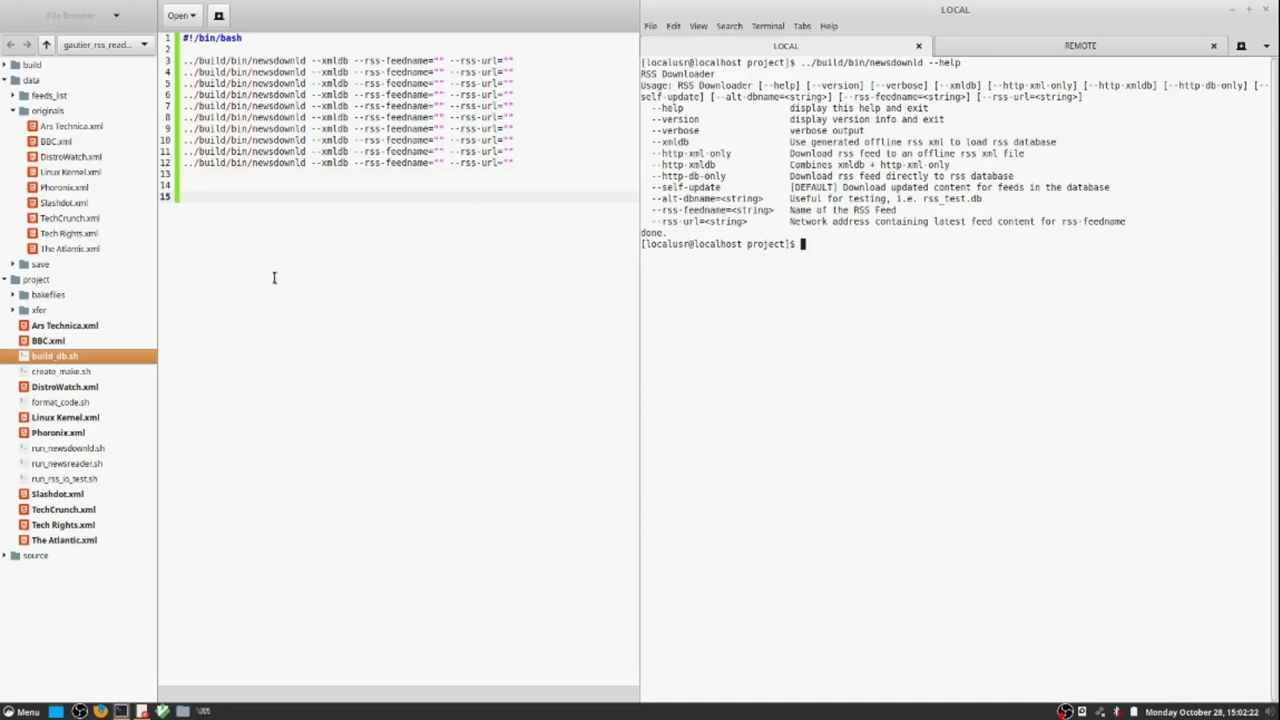 File Browser
gautier_rss_read...
build
data
feeds_list
originals
Ars Technica.xml
BBC.xml
DistroWatch.xml
Linux Kernel.xml
Phoronix.xml
Slashdot.xml
TechCrunch.xml
Tech Rights.xml
The Atlantic.xml
save
project
bakefiles
xfer
Ars Technica.xml
BBC.xml
build_db.sh
create_make.sh
DistroWatch.xml
format_code.sh
Linux Kernel.xml
Phoronix.xml
run_newsdownld.sh
run_newsreader.sh
run_rss_io_test.sh
Slashdot.xml
TechCrunch.xml
Tech Rights.xml
The Atlantic.xml
source
Open
1 #!/bin/bash
2
3 ../build/bin/newsdownld --xmldb --rss-feedname="" --rss-url=""
4 ../build/bin/newsdownld --xmldb --rss-feedname="" --rss-url=""
5 ../build/bin/newsdownld --xmldb --rss-feedname="" --rss-url=""
6 ../build/bin/newsdownld --xmldb --rss-feedname="" --rss-url=""
7 ../build/bin/newsdownld --xmldb --rss-feedname="" --rss-url=""
8 ../build/bin/newsdownld --xmldb --rss-feedname="" --rss-url=""
9 ../build/bin/newsdownld --xmldb --rss-feedname="" --rss-url=""
10 ../build/bin/newsdownld --xmldb --rss-feedname="" --rss-url=""
11 ../build/bin/newsdownld --xmldb --rss-feedname="" --rss-url=""
12 ../build/bin/newsdownld --xmldb --rss-feedname="" --rss-url=""
13
14
15
LOCAL
File Edit View Search Terminal Tabs Help
LOCAL REMOTE
[localusr@localhost project]$ ../build/bin/newsdownld --help
RSS Downloader
Usage: RSS Downloader [--help] [--version] [--verbose] [--xmldb] [--http-xml-only] [--http-xmldb] [--http-db-only] [--
self-update] [--alt-dbname=<string>] [--rss-feedname=<string>] [--rss-url=<string>]
--help display this help and exit
--version display version info and exit
--verbose verbose output
--xmldb Use generated offline rss xml to load rss database
--http-xml-only Download rss feed to an offline rss xml file
--http-xmldb Combines xmldb + http-xml-only
--http-db-only Download rss feed directly to rss database
--self-update [DEFAULT] Download updated content for feeds in the database
--alt-dbname=<string> Useful for testing, i.e. rss_test.db
--rss-feedname=<string> Name of the RSS Feed
--rss-url=<string> Network address containing latest feed content for rss-feedname
done.
[localusr@localhost project]$
Menu
Monday October 28, 15:02:22